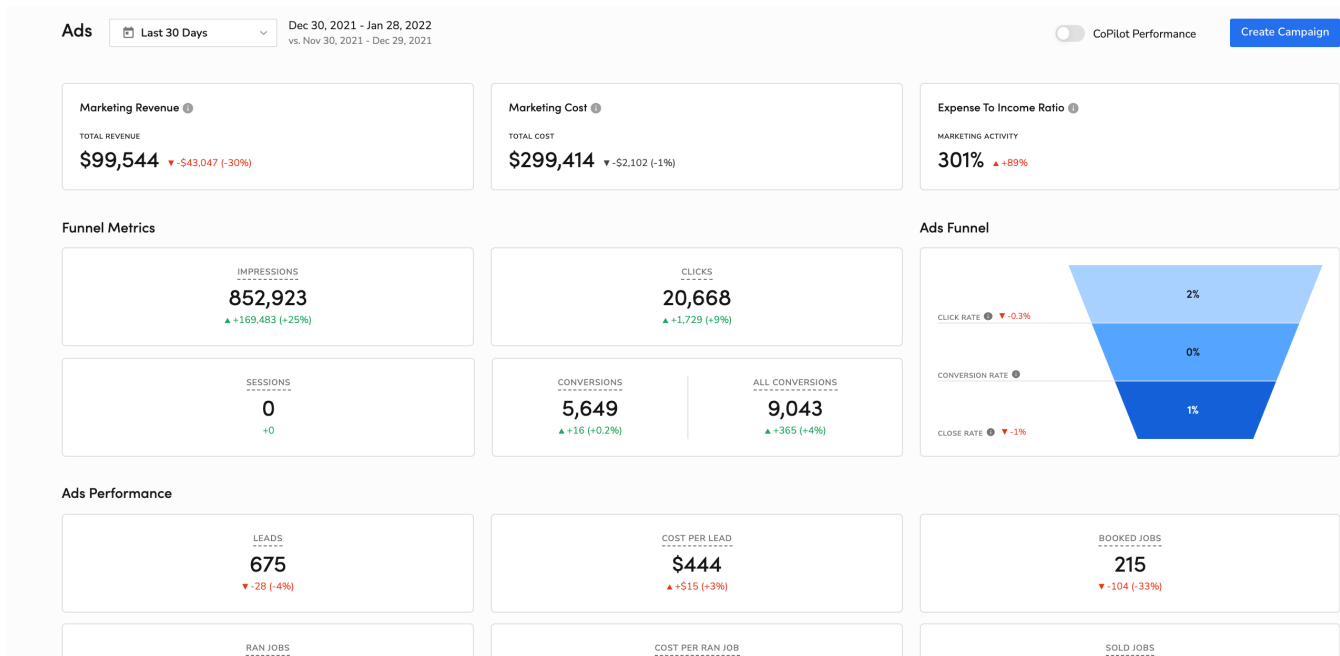 Ads
Last 30 Days
Dec 30, 2021 - Jan 28, 2022
vs. Nov 30, 2021 - Dec 29, 2021
CoPilot Performance
Create Campaign
Marketing Revenue
TOTAL REVENUE
$99,544 ▼-$43,047 (-30%)
Marketing Cost
TOTAL COST
$299,414 ▼-$2,102 (-1%)
Expense To Income Ratio
MARKETING ACTIVITY
301% ▲+89%
Funnel Metrics
IMPRESSIONS
852,923
▲+169,483 (+25%)
CLICKS
20,668
▲+1,729 (+9%)
SESSIONS
0
+0
CONVERSIONS
5,649
▲+16 (+0.2%)
ALL CONVERSIONS
9,043
▲+365 (+4%)
Ads Funnel
2%
CLICK RATE ▼-0.3%
0%
CONVERSION RATE
1%
CLOSE RATE ▼-1%
Ads Performance
LEADS
675
▼-28 (-4%)
COST PER LEAD
$444
▲+$15 (+3%)
BOOKED JOBS
215
▼-104 (-33%)
RAN JOBS
COST PER RAN JOB
SOLD JOBS